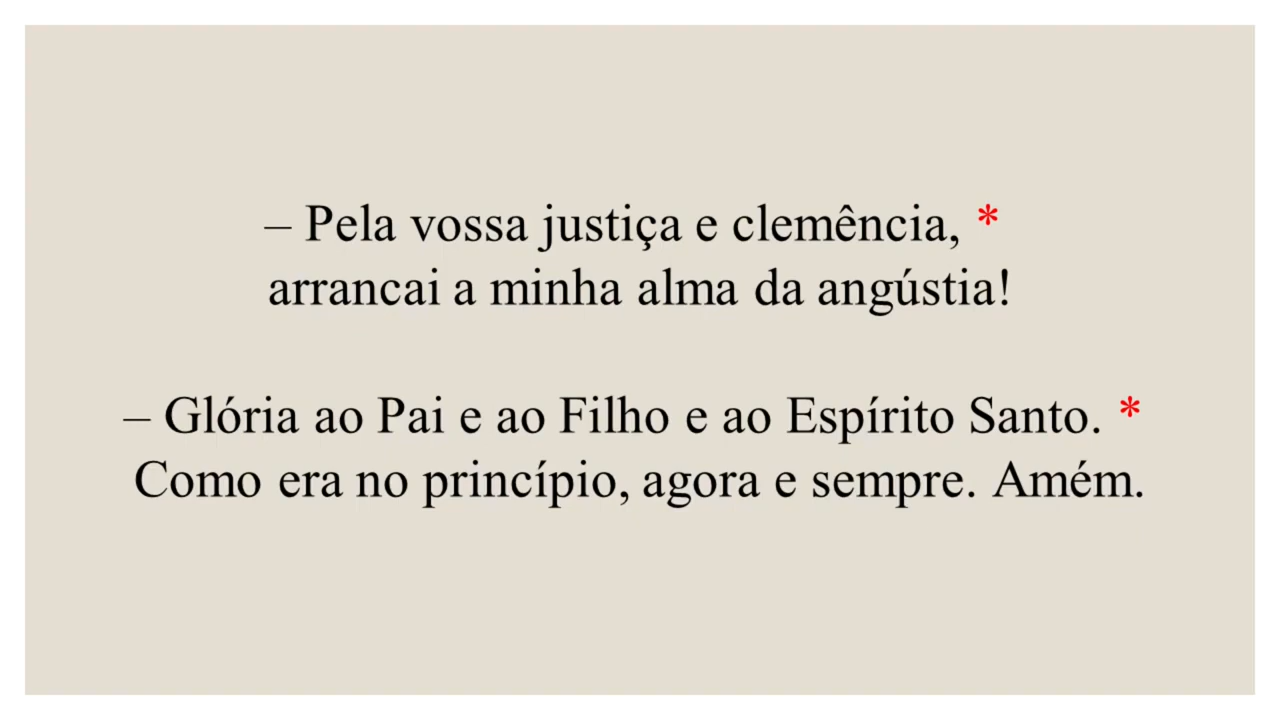 – Pela vossa justiça e clemência, *
arrancai a minha alma da angústia!
– Glória ao Pai e ao Filho e ao Espírito Santo. *
Como era no princípio, agora e sempre. Amém.